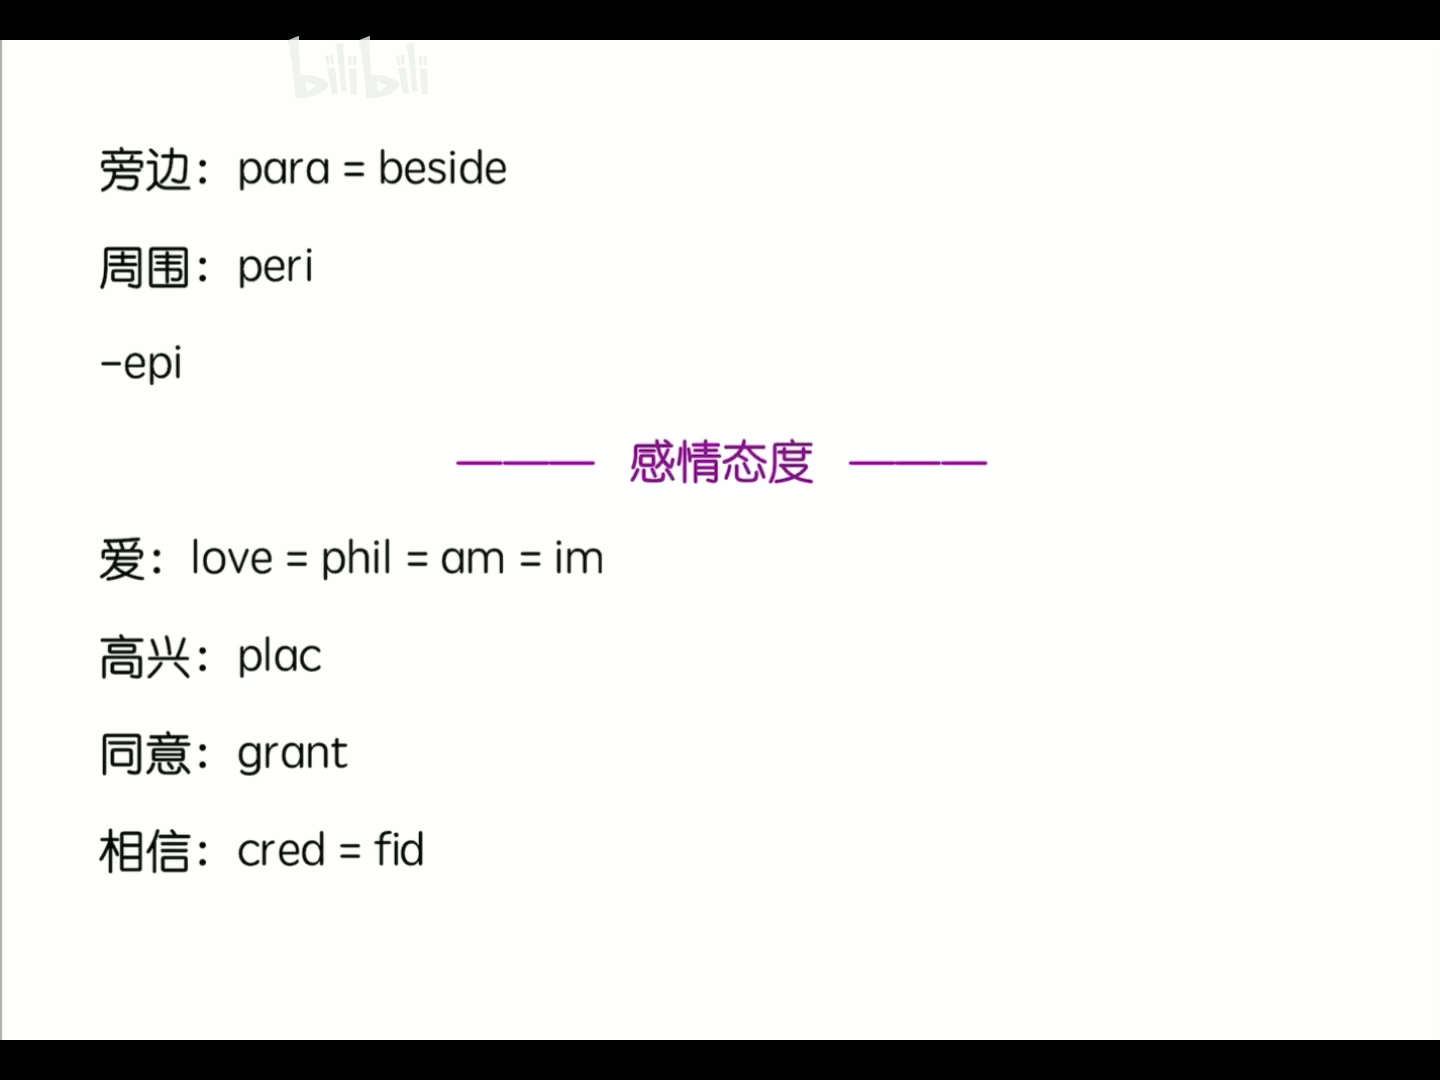 bilibili
旁边：para = beside
周围：peri
-epi
——— 感情态度 ———
爱：love = phil = am = im
高兴：plac
同意：grant
相信：cred = fid